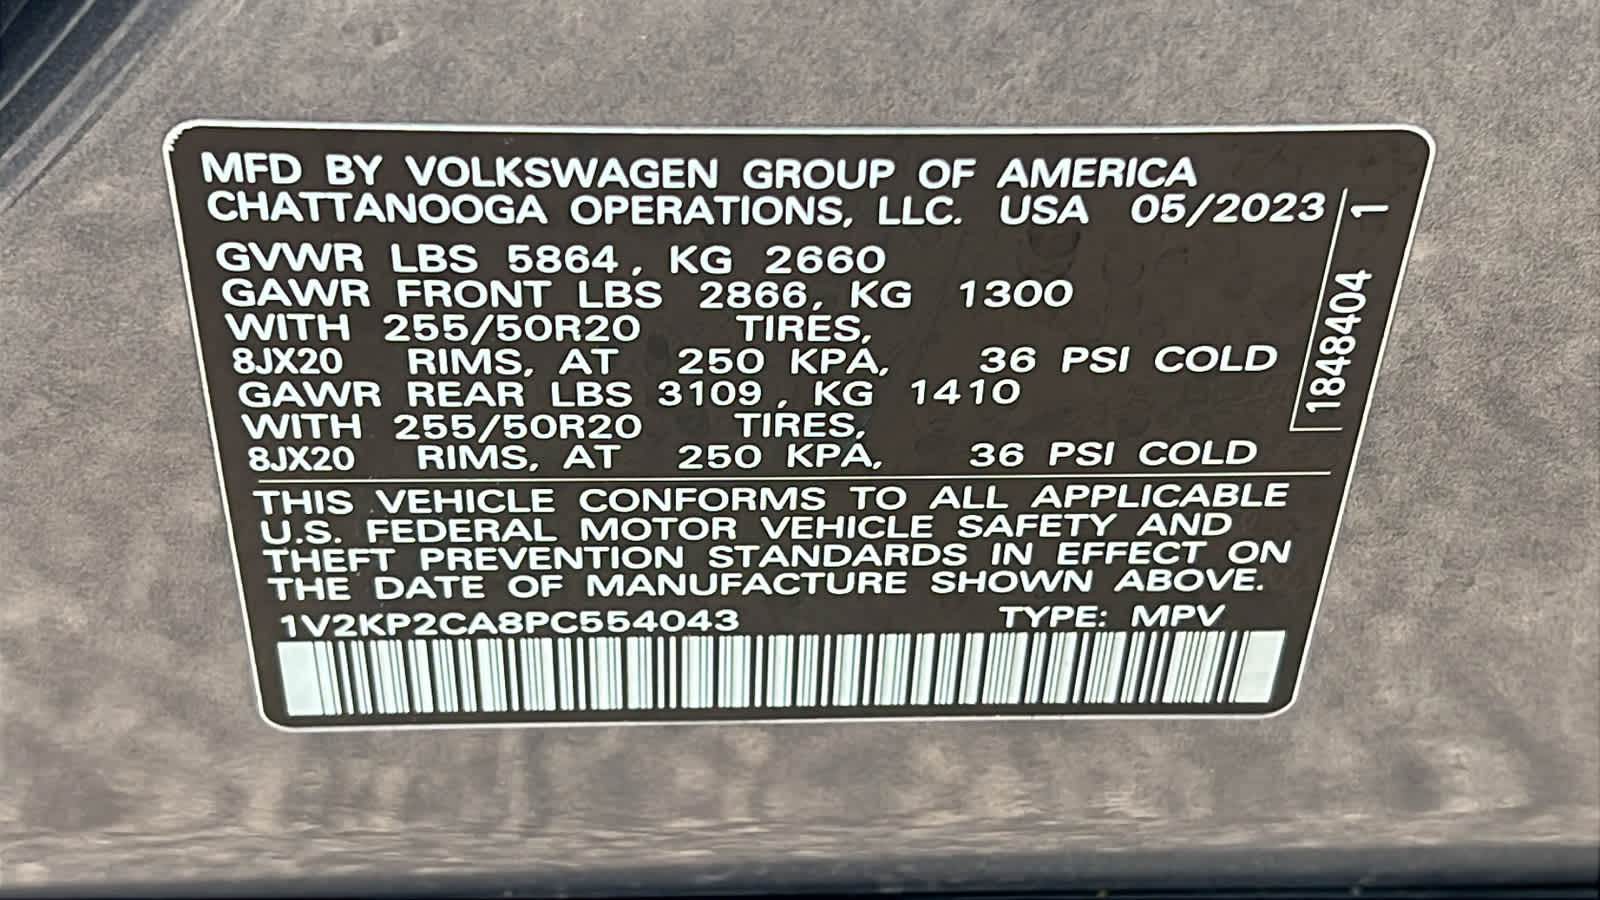 MFD BY VOLKSWAGEN GROUP OF AMERICA
CHATTANOOGA OPERATIONS, LLC. USA 05/2023
GVWR LBS 5864, KG 2660
GAWR FRONT LBS 2866, KG 1300
WITH 255/50R20 TIRES,
8JX20 RIMS, AT 250 KPA, 36 PSI COLD
GAWR REAR LBS 3109, KG 1410
WITH 255/50R20 TIRES,
8JX20 RIMS, AT 250 KPA, 36 PSI COLD
1848404 1
THIS VEHICLE CONFORMS TO ALL APPLICABLE
U.S. FEDERAL MOTOR VEHICLE SAFETY AND
THEFT PREVENTION STANDARDS IN EFFECT ON
THE DATE OF MANUFACTURE SHOWN ABOVE.
1V2KP2CA8PC554043 TYPE: MPV